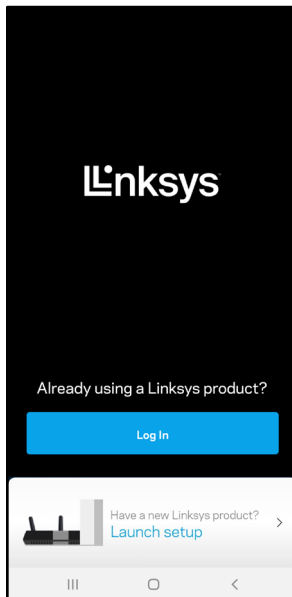 Linksys
Already using a Linksys product?
Log In
Have a new Linksys product?
Launch setup